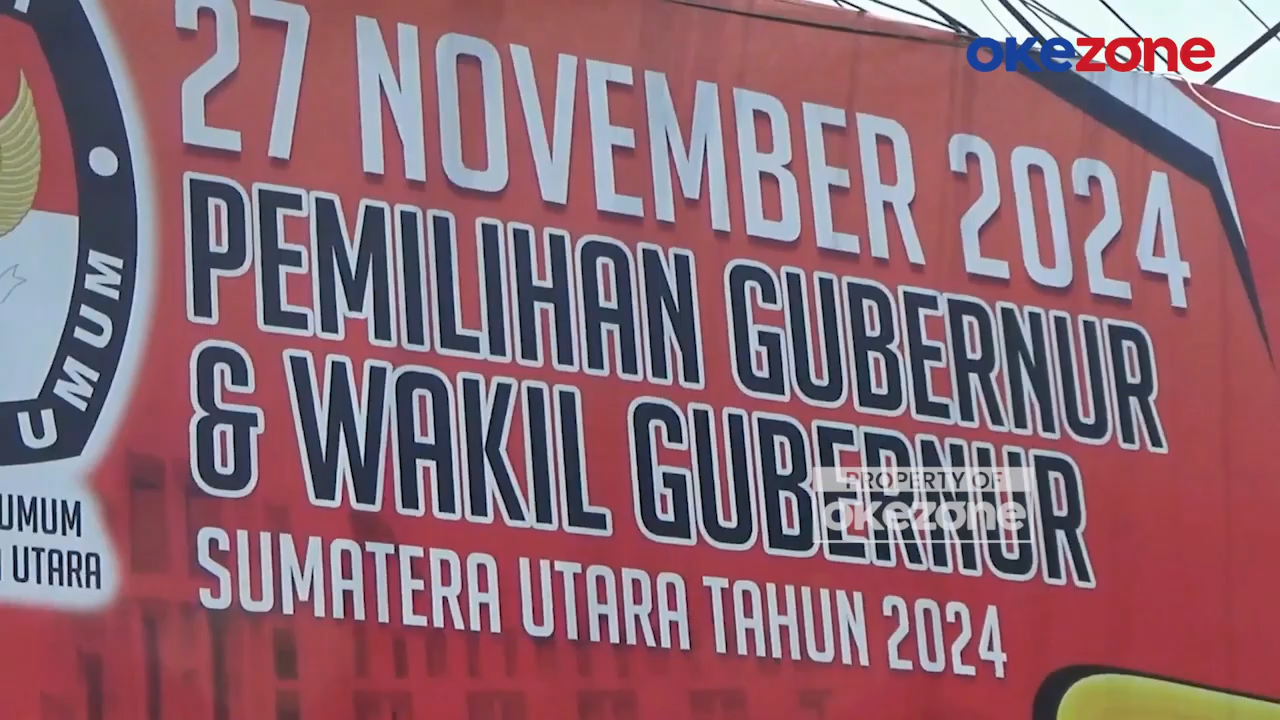 okezone
27 NOVEMBER 2024
PEMILIHAN GUBERNUR
& WAKIL GUBERNUR
SUMATERA UTARA TAHUN 2024
UMUM
UMUM
UTARA
PROPERTY OF
okezone